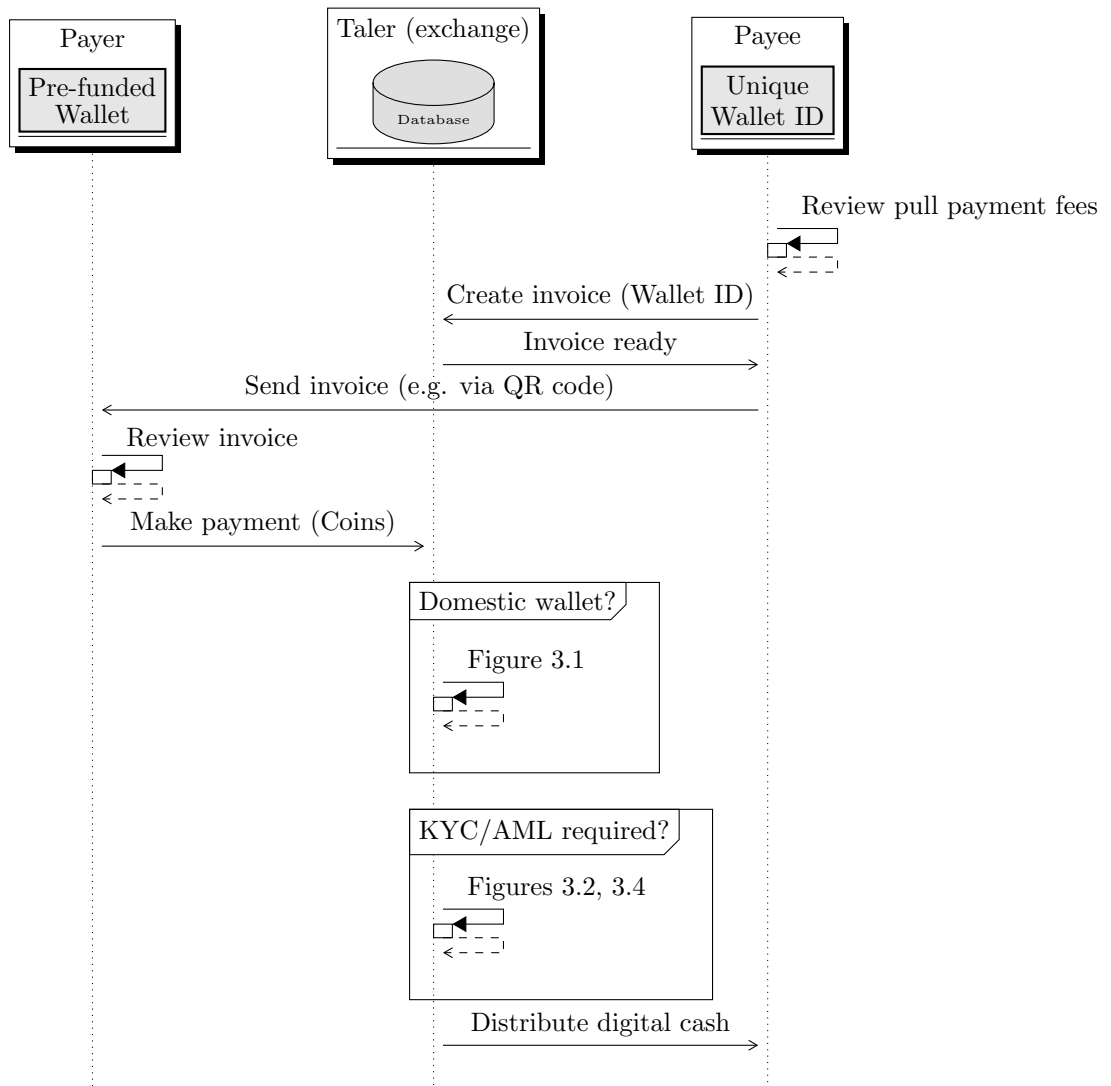 Payer
Pre-funded
Wallet
Taler (exchange)
Database
Payee
Unique
Wallet ID
Review pull payment fees
Create invoice (Wallet ID)
Invoice ready
Send invoice (e.g. via QR code)
Review invoice
Make payment (Coins)
Domestic wallet?
Figure 3.1
KYC/AML required?
Figures 3.2, 3.4
Distribute digital cash